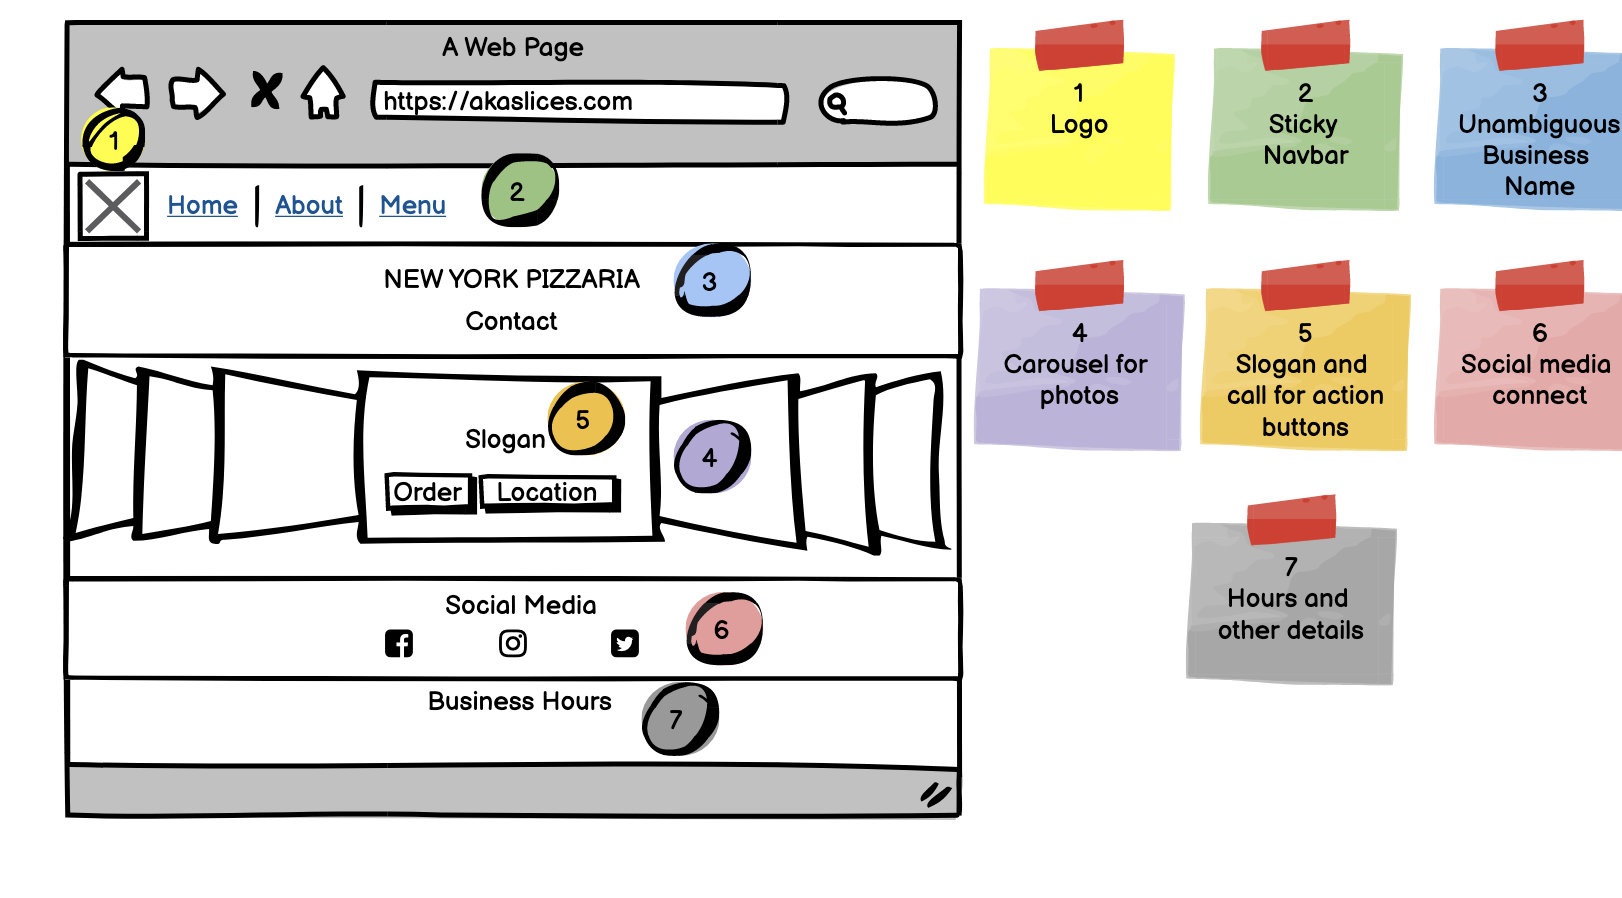 A Web Page
https://akaslices.com
1
Home | About | Menu
2
NEW YORK PIZZARIA
3
Contact
5
Slogan
4
Order
Location
Social Media
6
Business Hours
7
1
Logo
2
Sticky
Navbar
3
Unambiguous
Business
Name
4
Carousel for
photos
5
Slogan and
call for action
buttons
6
Social media
connect
7
Hours and
other details